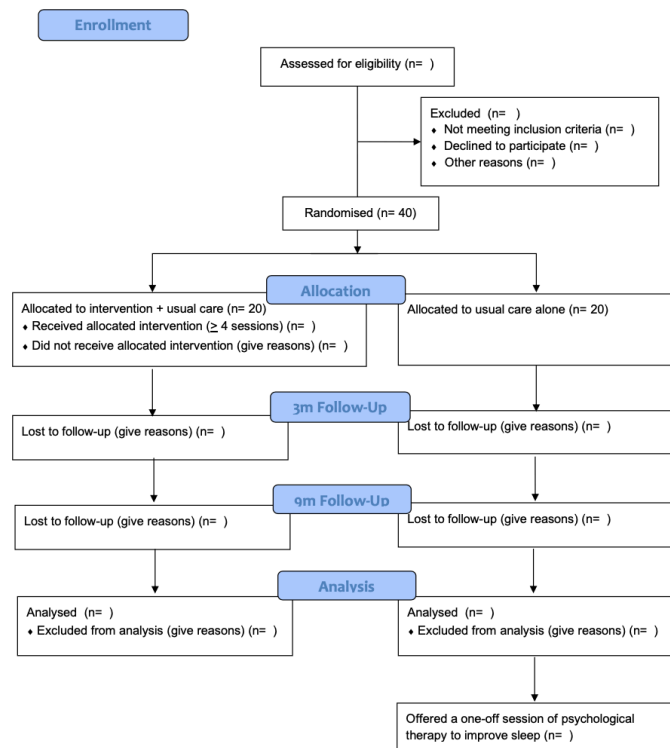 Enrollment
Assessed for eligibility (n= )
Excluded (n= )
♦ Not meeting inclusion criteria (n= )
♦ Declined to participate (n= )
♦ Other reasons (n= )
Randomised (n= 40)
Allocation
Allocated to intervention + usual care (n= 20)
♦ Received allocated intervention (≥ 4 sessions) (n= )
♦ Did not receive allocated intervention (give reasons) (n= )
Allocated to usual care alone (n= 20)
3m Follow-Up
Lost to follow-up (give reasons) (n= )
Lost to follow-up (give reasons) (n= )
9m Follow-Up
Lost to follow-up (give reasons) (n= )
Lost to follow-up (give reasons) (n= )
Analysis
Analysed (n= )
♦ Excluded from analysis (give reasons) (n= )
Analysed (n= )
♦ Excluded from analysis (give reasons) (n= )
Offered a one-off session of psychological
therapy to improve sleep (n= )